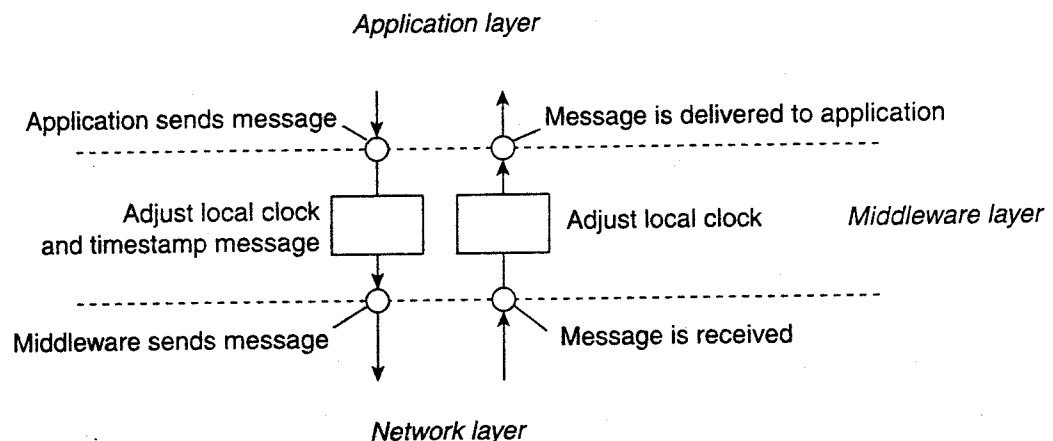 Application layer
Application sends message
Message is delivered to application
Adjust local clock
and timestamp message
Adjust local clock
Middleware layer
Middleware sends message
Message is received
Network layer